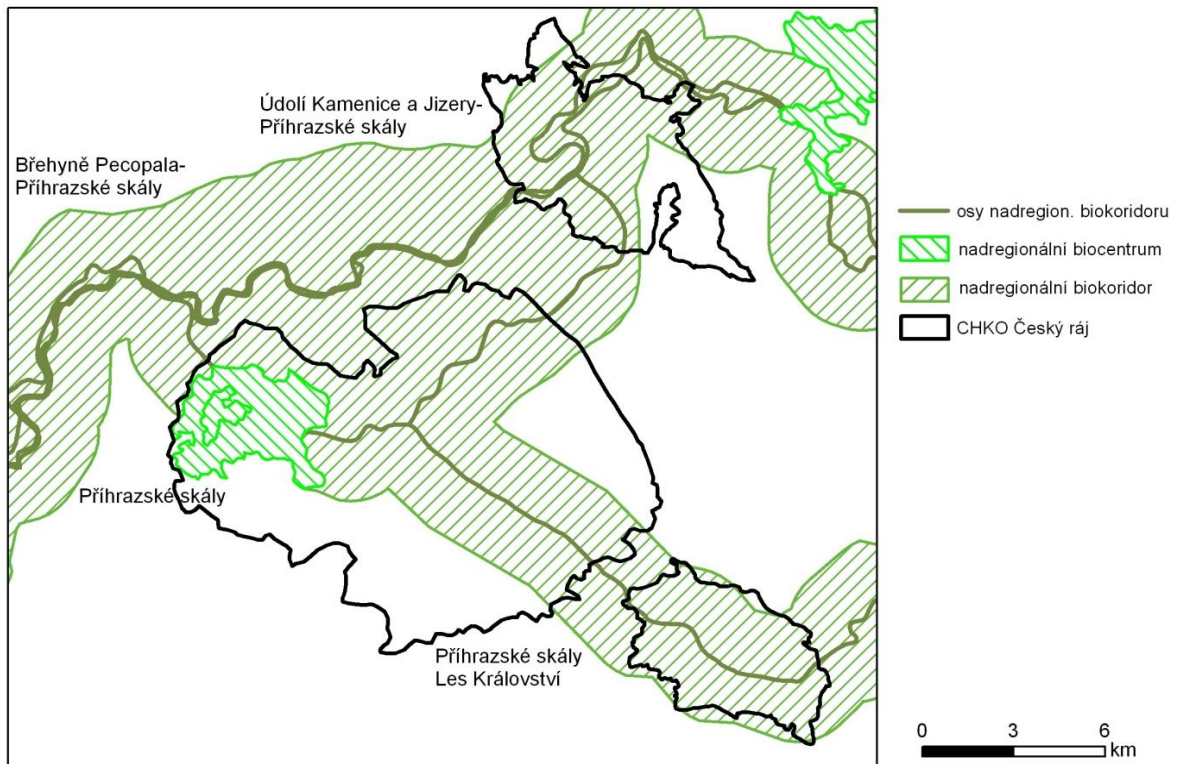 Údolí Kamenice a Jizery-
Příhrazské skály
Břehyně Pecopala-
Příhrazské skály
Příhrazské skály
Příhrazské skály
Les Království
osy nadregion. biokoridoru
nadregionální biocentrum
nadregionální biokoridor
CHKO Český ráj
0 3 6
km